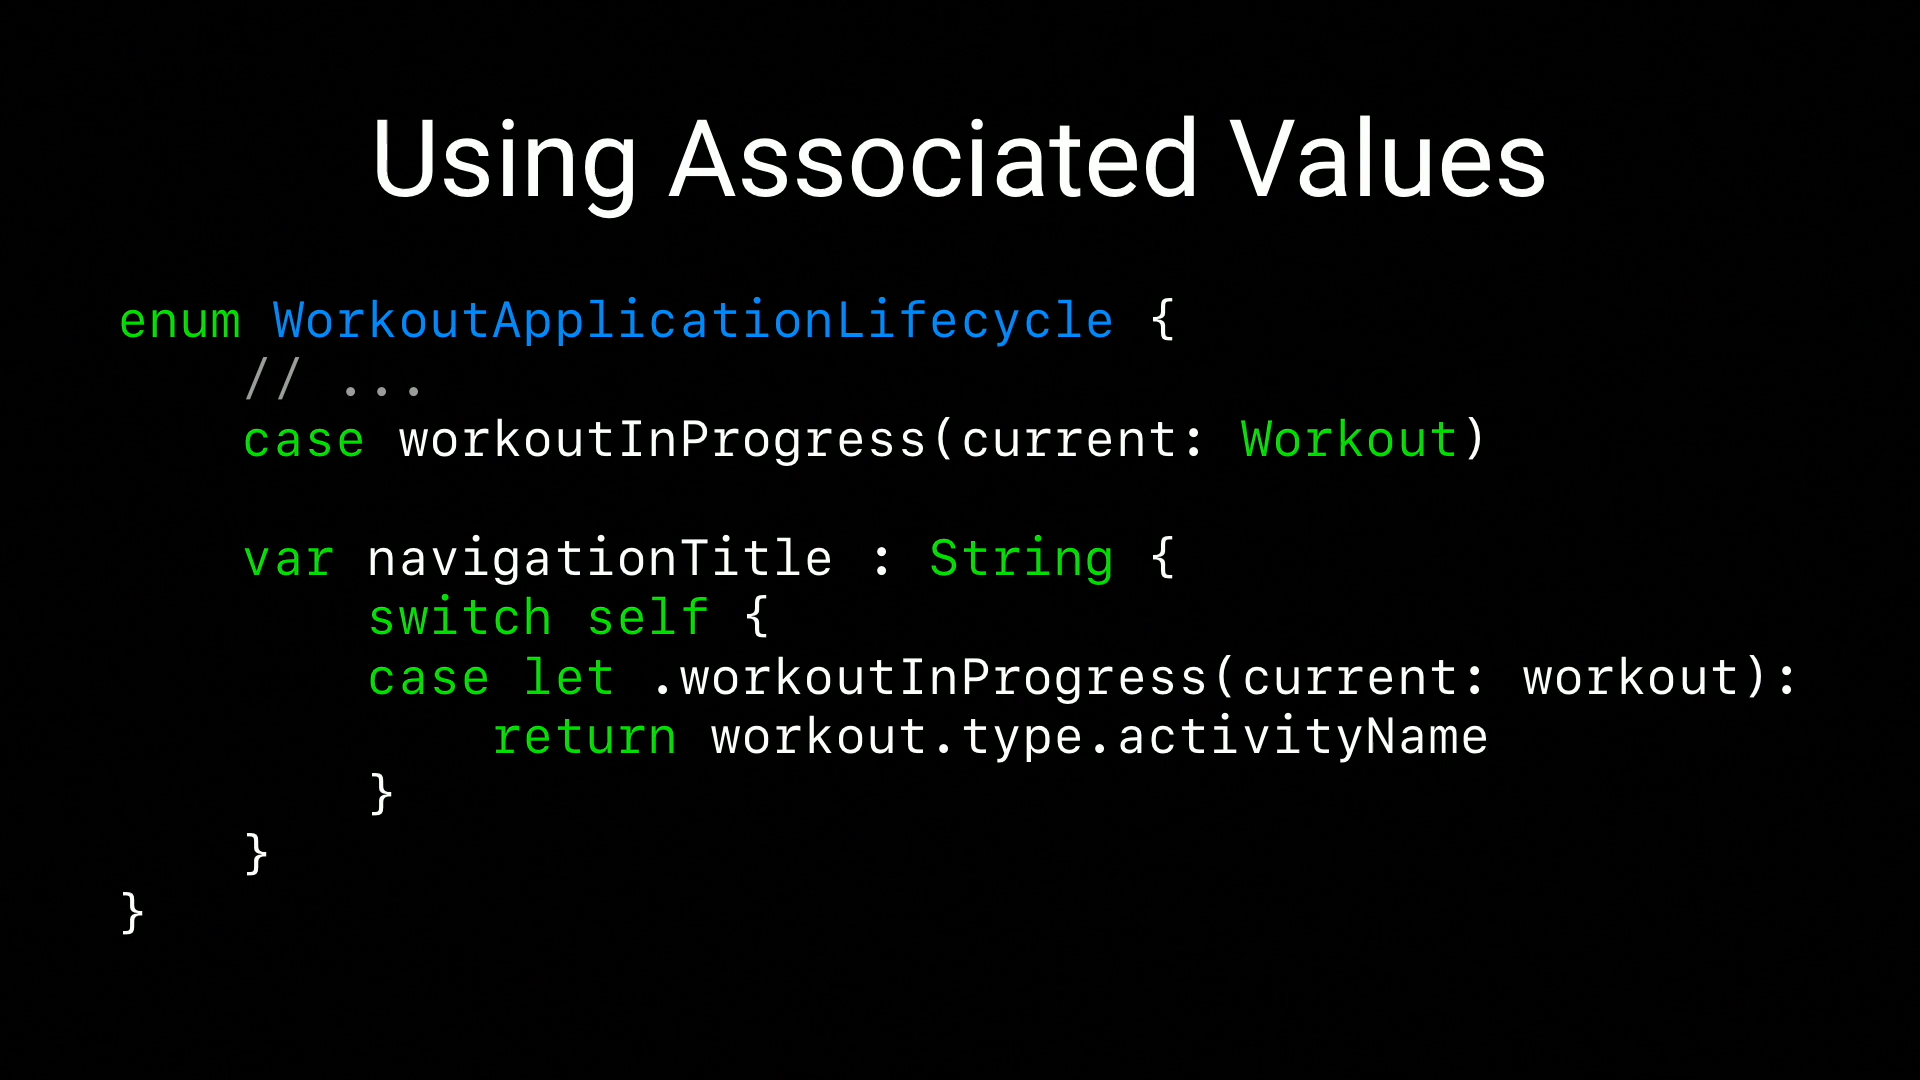 Using Associated Values
enum WorkoutApplicationLifecycle {
    // ...
    case workoutInProgress(current: Workout)
    var navigationTitle : String {
        switch self {
        case let .workoutInProgress(current: workout):
            return workout.type.activityName
        }
    }
}